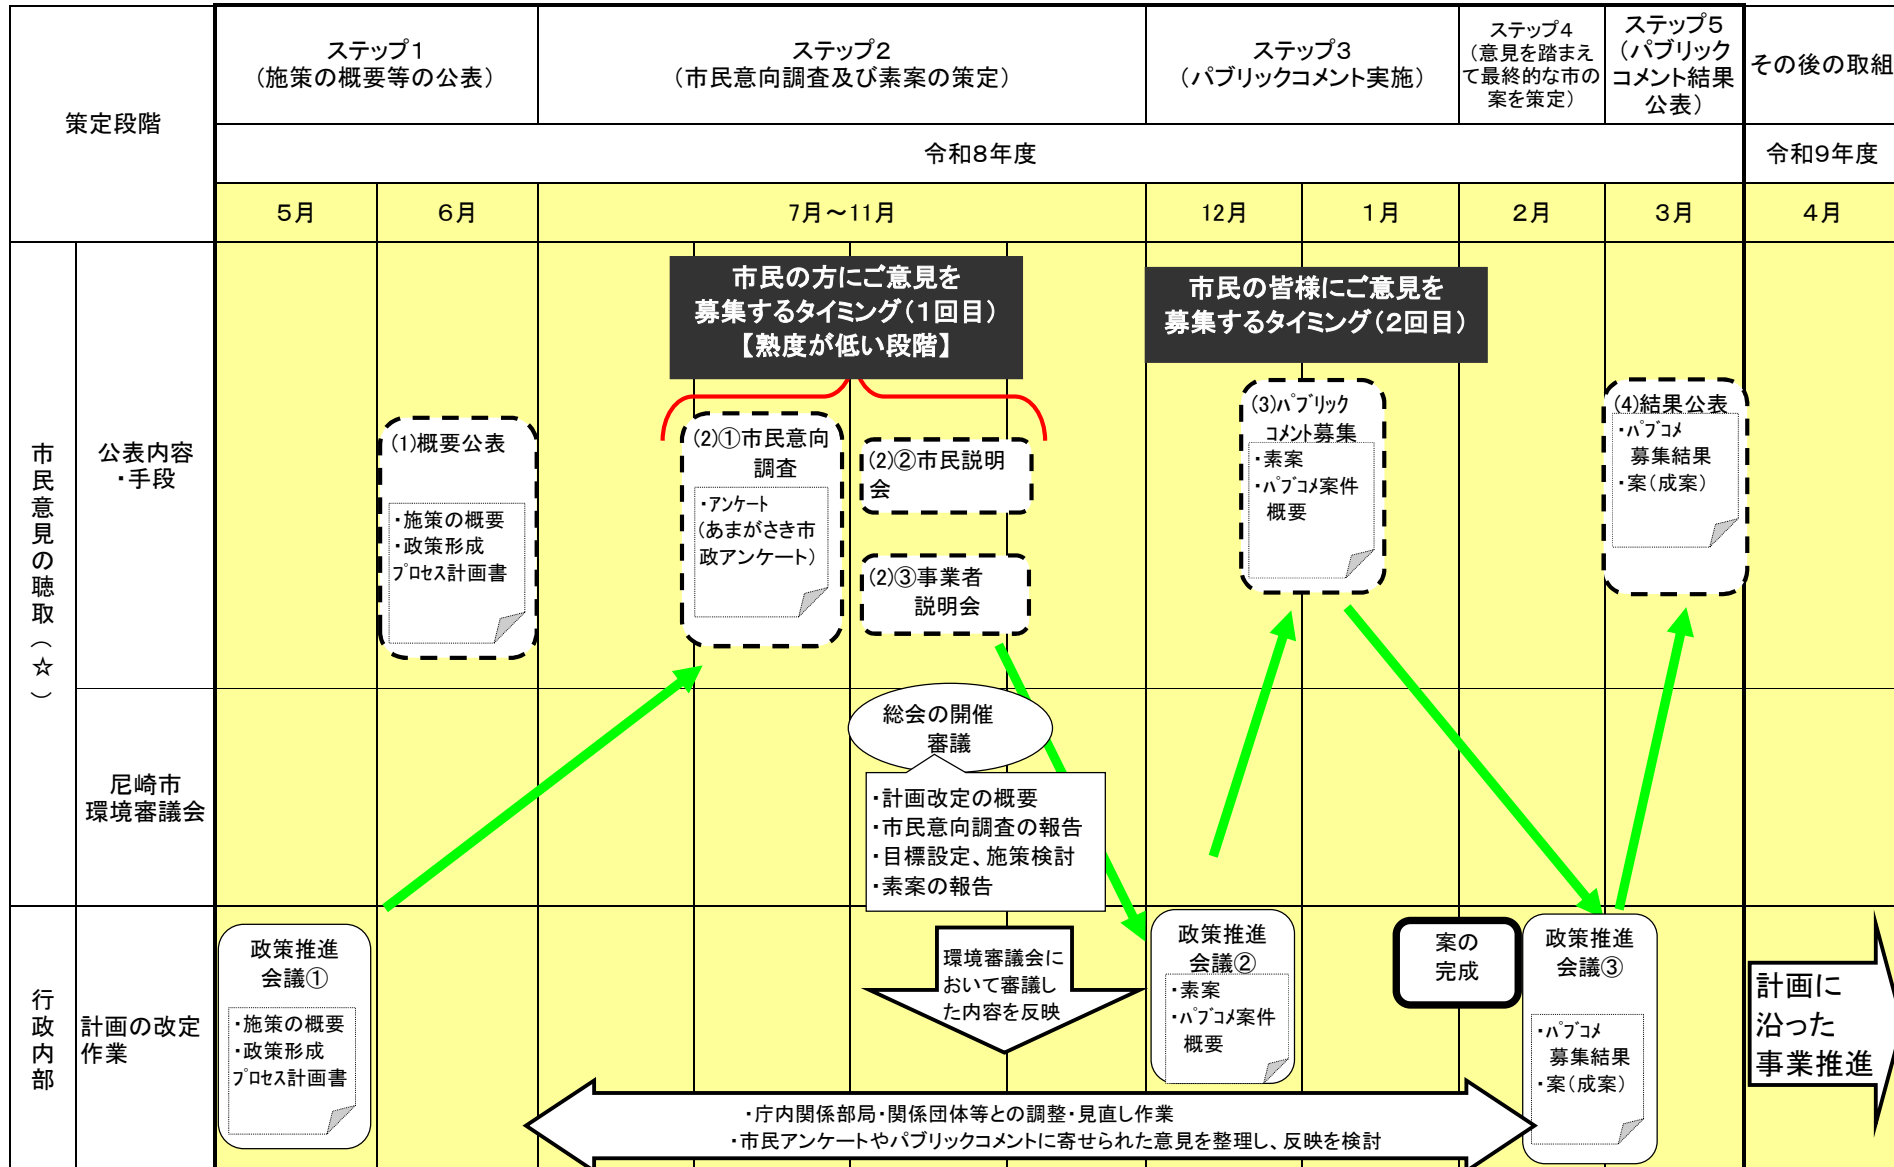 策定段階
ステップ1
（施策の概要等の公表）
ステップ2
（市民意向調査及び素案の策定）
ステップ3
（パブリックコメント実施）
ステップ4
（意見を踏まえ
て最終的な市の
案を策定）
ステップ5
（パブリック
コメント結果
公表）
その後の取組
令和8年度
令和9年度
5月
6月
7月～11月
12月
1月
2月
3月
4月
市民意見の聴取（☆）
公表内容
・手段
市民の方にご意見を
募集するタイミング（1回目）
【熟度が低い段階】
市民の皆様にご意見を
募集するタイミング（2回目）
(1)概要公表
・施策の概要
・政策形成
ﾌﾟﾛｾｽ計画書
(2)①市民意向
調査
・ｱﾝｹｰﾄ
(あまがさき市
政アンケート)
(2)②市民説明
会
(2)③事業者
説明会
(3)ﾊﾟﾌﾞﾘｯｸ
ｺﾒﾝﾄ募集
・素案
・ﾊﾟﾌﾞｺﾒ案件
概要
(4)結果公表
・ﾊﾟﾌﾞｺﾒ
募集結果
・案（成案）
尼崎市
環境審議会
総会の開催
審議
・計画改定の概要
・市民意向調査の報告
・目標設定、施策検討
・素案の報告
行政内部
計画の改定
作業
政策推進
会議①
・施策の概要
・政策形成
ﾌﾟﾛｾｽ計画書
環境審議会に
おいて審議し
た内容を反映
政策推進
会議②
・素案
・ﾊﾟﾌﾞｺﾒ案件
概要
案の
完成
政策推進
会議③
・ﾊﾟﾌﾞｺﾒ
募集結果
・案（成案）
計画に
沿った
事業推進
・庁内関係部局・関係団体等との調整・見直し作業
・市民アンケートやパブリックコメントに寄せられた意見を整理し、反映を検討